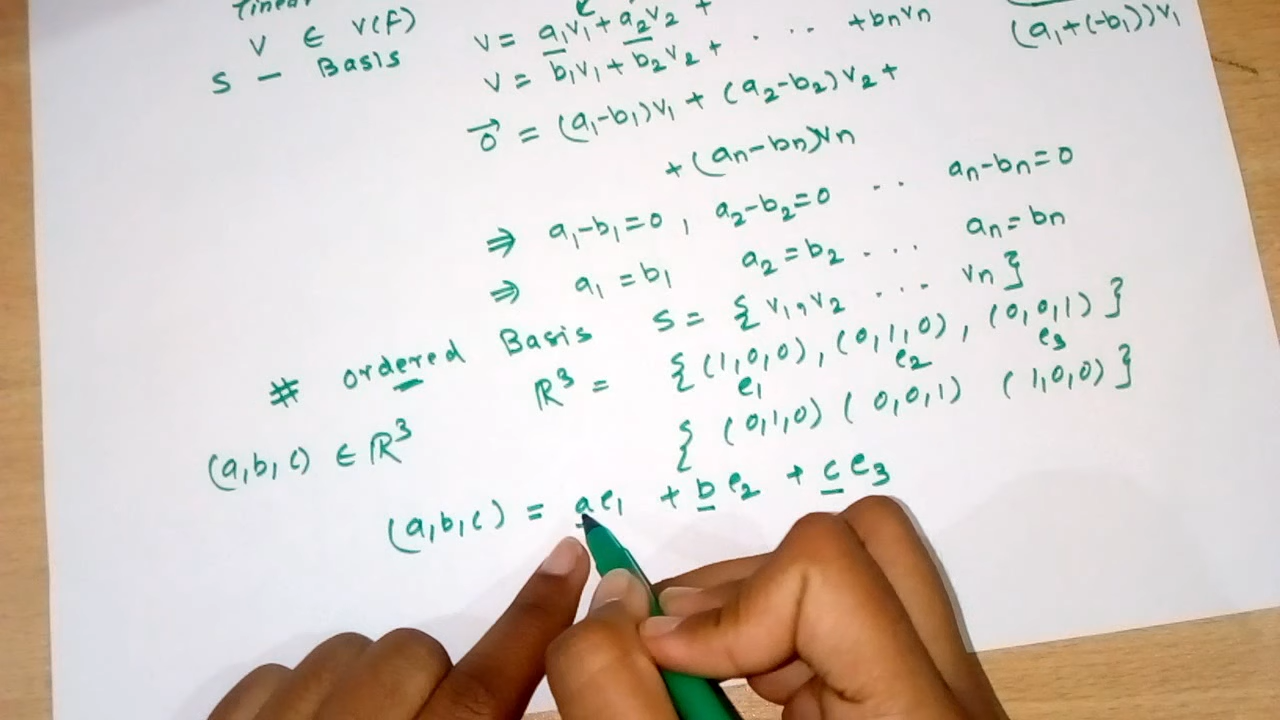 linear
v ∈ V(F) v = a₁v₁ + a₂v₂ +
S - Basis v = b₁v₁ + b₂v₂ + . . . + bnvn (a₁+(-b₁))v₁
→0 = (a₁-b₁)v₁ + (a₂-b₂)v₂ +
+ (an-bn)vn
⇒ a₁-b₁=0, a₂-b₂=0 .. an-bn=0
⇒ a₁ = b₁ a₂ = b₂ ... an = bn
# ordered Basis S = { v₁, v₂ ... vn }
R³ = { (1,0,0), (0,1,0), (0,0,1) }
e₁ e₂ e₃
(a,b,c) ∈ R³ { (0,1,0) (0,0,1) (1,0,0) }
(a,b,c) = ae₁ + be₂ + ce₃